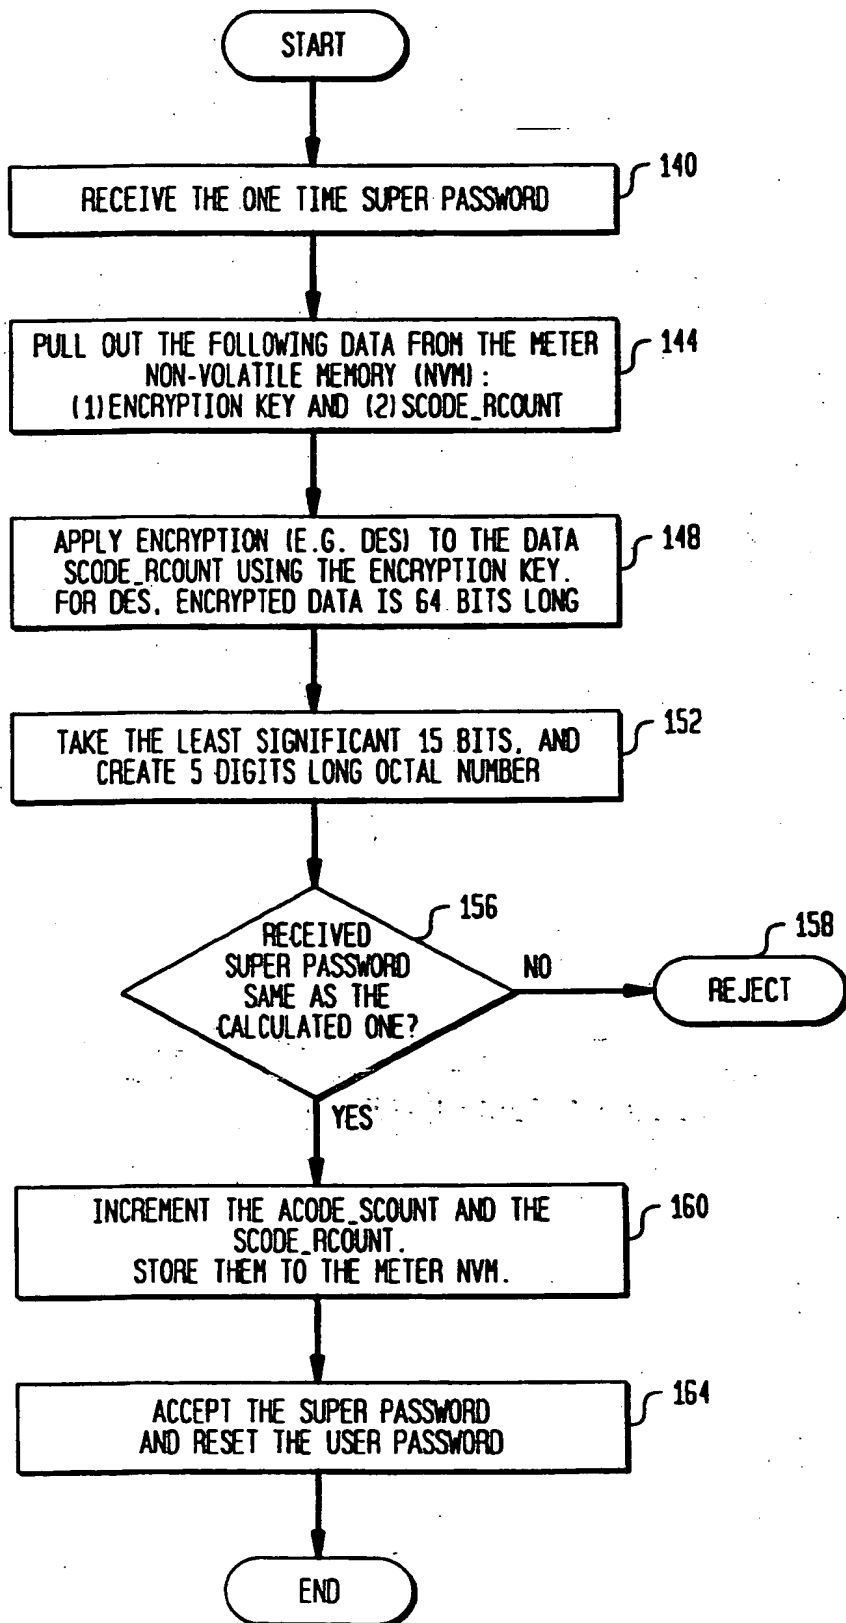 START
RECEIVE THE ONE TIME SUPER PASSWORD
140
PULL OUT THE FOLLOWING DATA FROM THE METER
NON-VOLATILE MEMORY (NVM):
(1)ENCRYPTION KEY AND (2)SCODE_RCOUNT
144
APPLY ENCRYPTION (E.G. DES) TO THE DATA
SCODE_RCOUNT USING THE ENCRYPTION KEY.
FOR DES, ENCRYPTED DATA IS 64 BITS LONG
148
TAKE THE LEAST SIGNIFICANT 15 BITS, AND
CREATE 5 DIGITS LONG OCTAL NUMBER
152
RECEIVED
SUPER PASSWORD
SAME AS THE
CALCULATED ONE?
156
NO
REJECT
158
YES
INCREMENT THE ACODE_SCOUNT AND THE
SCODE_RCOUNT.
STORE THEM TO THE METER NVM.
160
ACCEPT THE SUPER PASSWORD
AND RESET THE USER PASSWORD
164
END